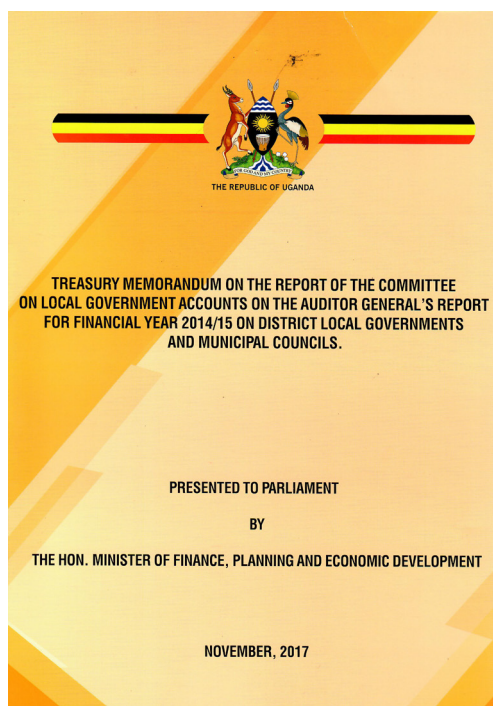 FOR GOD AND MY COUNTRY
THE REPUBLIC OF UGANDA
TREASURY MEMORANDUM ON THE REPORT OF THE COMMITTEE
ON LOCAL GOVERNMENT ACCOUNTS ON THE AUDITOR GENERAL'S REPORT
FOR FINANCIAL YEAR 2014/15 ON DISTRICT LOCAL GOVERNMENTS
AND MUNICIPAL COUNCILS.
PRESENTED TO PARLIAMENT
BY
THE HON. MINISTER OF FINANCE, PLANNING AND ECONOMIC DEVELOPMENT
NOVEMBER, 2017